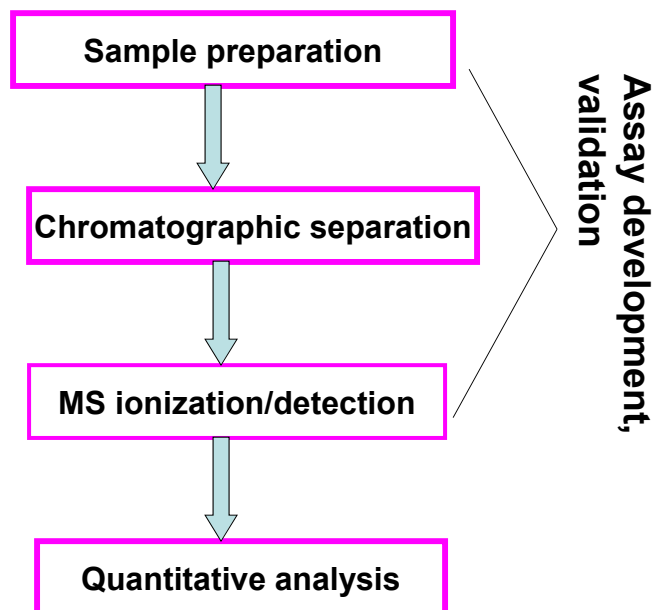 Sample preparation
Chromatographic separation
MS ionization/detection
Quantitative analysis
Assay development,
validation